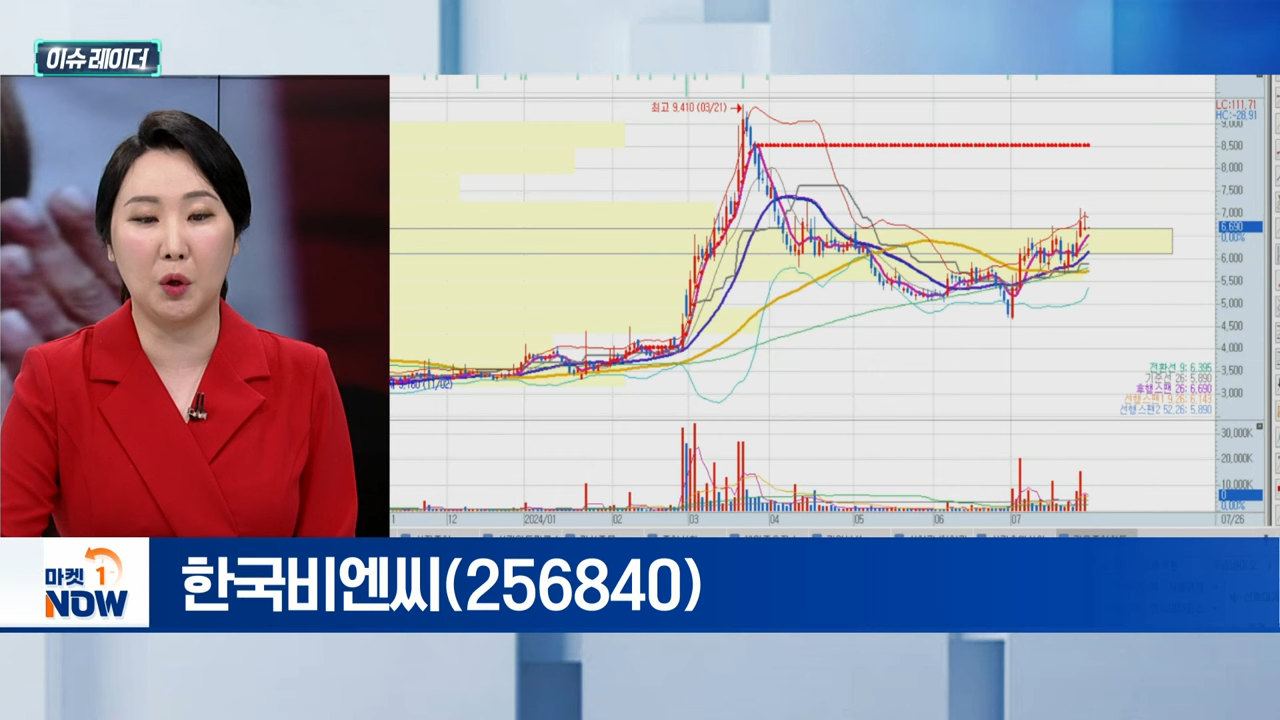 이슈 레이더
최고 9,410 (03/21)
LC:111.71
HC:-28.91
9,000
8,500
8,000
7,500
7,000
6,690
0.00%
6,000
5,500
5,000
4,500
4,000
3,500
3,000
전환선 9: 6,395
기준선 26: 5,890
후행스팬 26: 6,690
선행스팬1 9,26: 6,143
선행스팬2 52,26: 5,890
30,000K
20,000K
10,000K
0
0.00%
12
2024/01
02
03
04
05
06
07
07/26
마켓 1
NOW
한국비엔씨(256840)